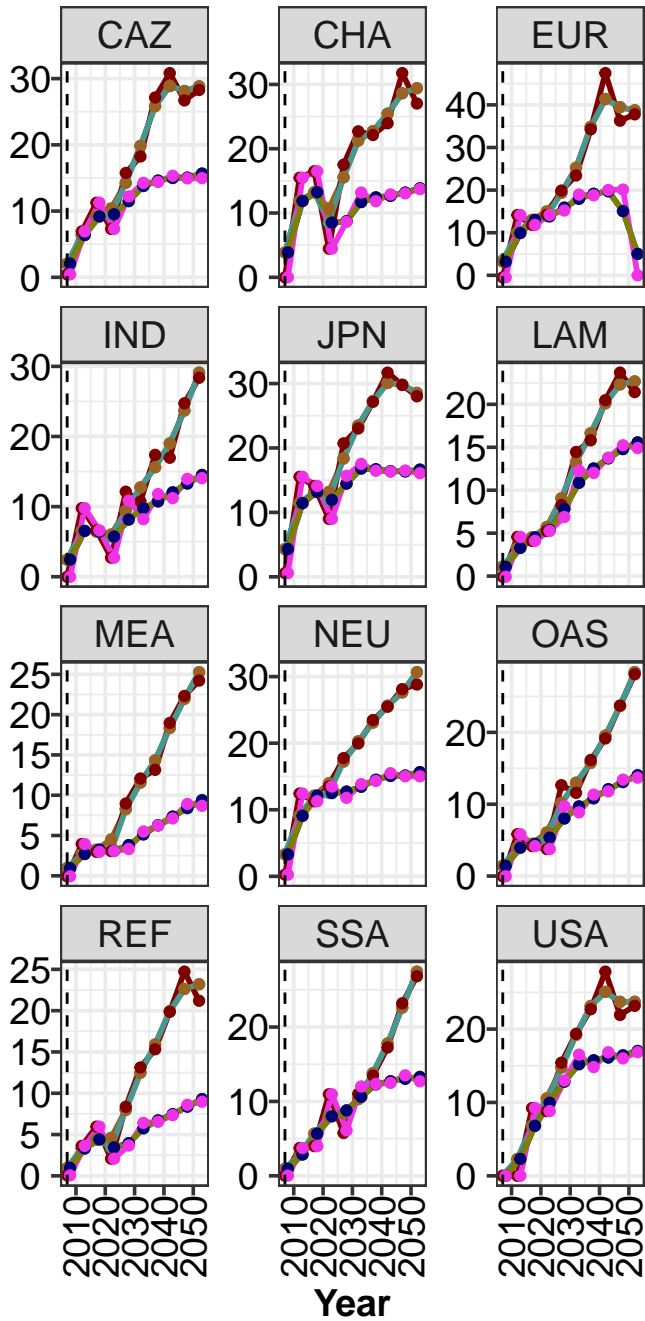 CAZ CHA EUR
30 30 40
20 20 30
10 10 20
0 0 10
0
IND JPN LAM
30 30 20
20 20 15
10 10 10
0 0 5
0
MEA NEU OAS
25 30 20
20 20 10
15 10 0
10 0
5
0
REF SSA USA
25 20 20
20 10 10
15 0 0
10
5
0
2010 2020 2030 2040 2050 2010 2020 2030 2040 2050 2010 2020 2030 2040 2050
Year